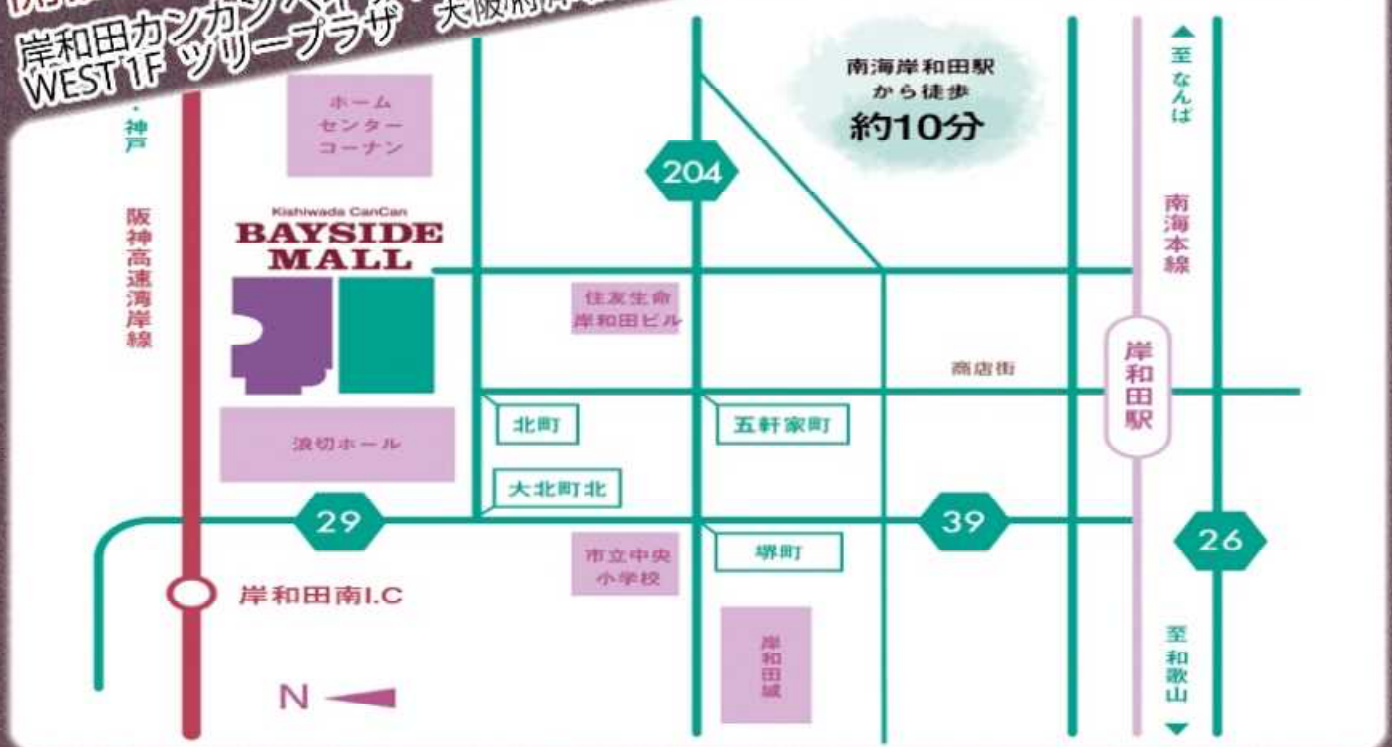 岸和田カンカンベイサ
WEST 1F ツリープラザ 大阪府岸
・神戸
阪神高速湾岸線
ホーム
センター
コーナン
Kishiwada CanCan
BAYSIDE
MALL
浪切ホール
29
岸和田南I.C
N
204
住友生命
岸和田ビル
北町
大北町北
五軒家町
堺町
市立中央
小学校
岸和田城
南海岸和田駅
から徒歩
約10分
商店街
39
至 なんば
南海本線
岸和田駅
26
至 和歌山